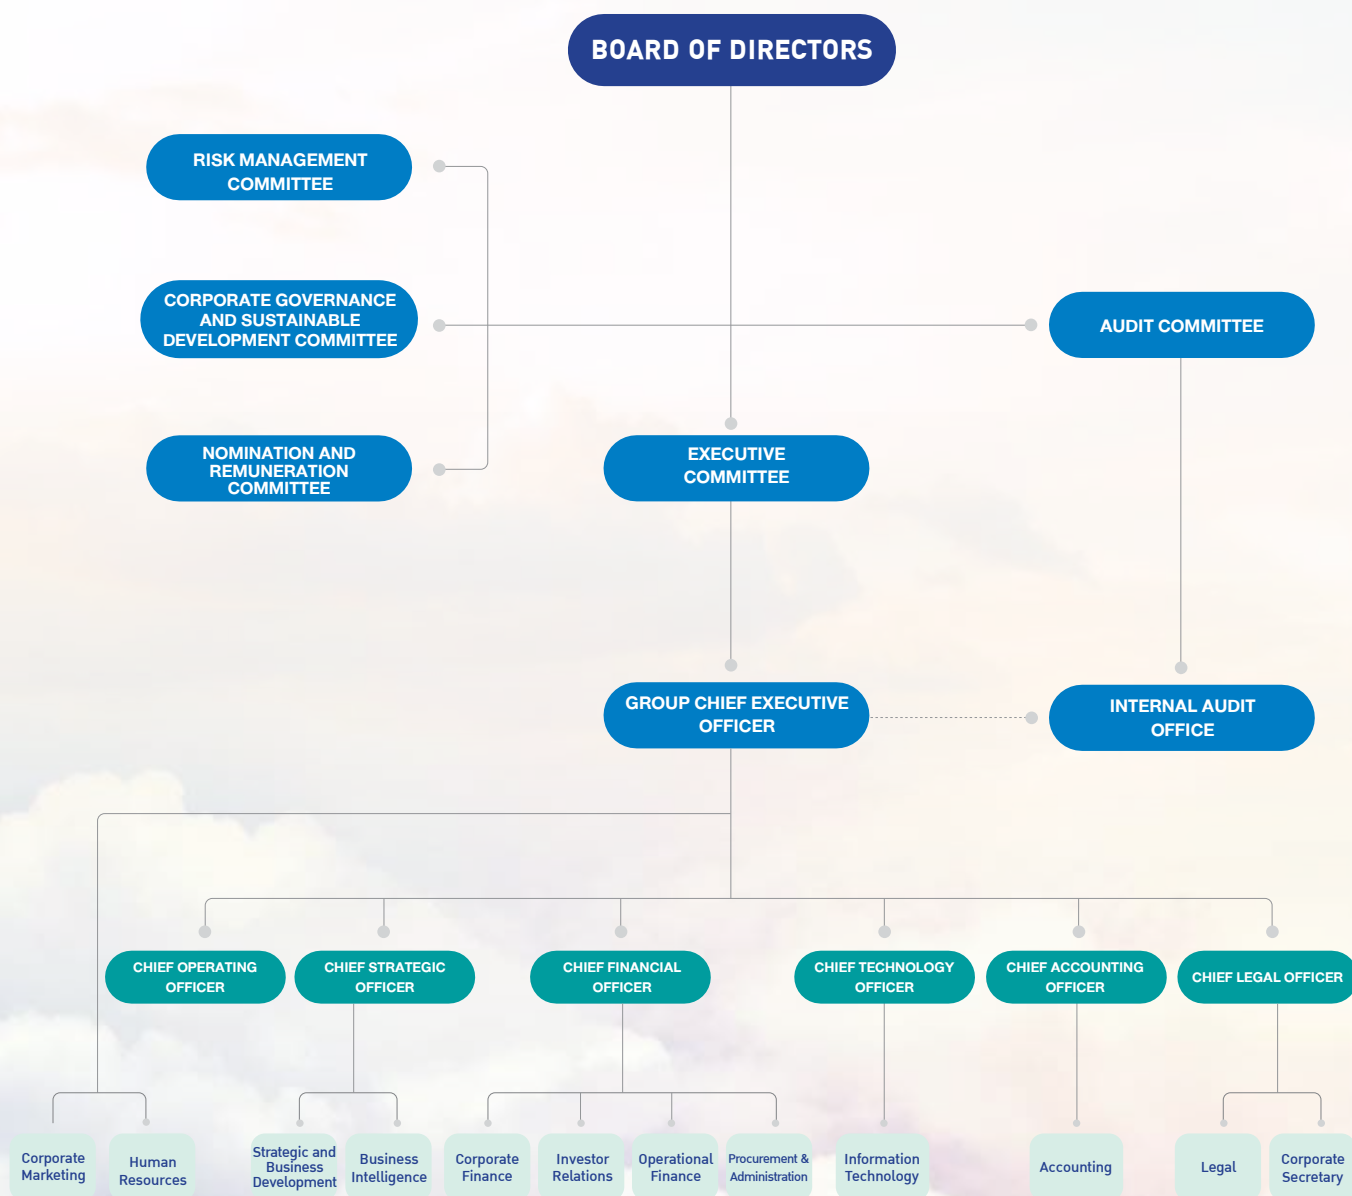 BOARD OF DIRECTORS
RISK MANAGEMENT
COMMITTEE
CORPORATE GOVERNANCE
AND SUSTAINABLE
DEVELOPMENT COMMITTEE
AUDIT COMMITTEE
NOMINATION AND
REMUNERATION
COMMITTEE
EXECUTIVE
COMMITTEE
GROUP CHIEF EXECUTIVE
OFFICER
INTERNAL AUDIT
OFFICE
CHIEF OPERATING
OFFICER
CHIEF STRATEGIC
OFFICER
CHIEF FINANCIAL
OFFICER
CHIEF TECHNOLOGY
OFFICER
CHIEF ACCOUNTING
OFFICER
CHIEF LEGAL OFFICER
Corporate
Marketing
Human
Resources
Strategic and
Business
Development
Business
Intelligence
Corporate
Finance
Investor
Relations
Operational
Finance
Procurement &
Administration
Information
Technology
Accounting
Legal
Corporate
Secretary